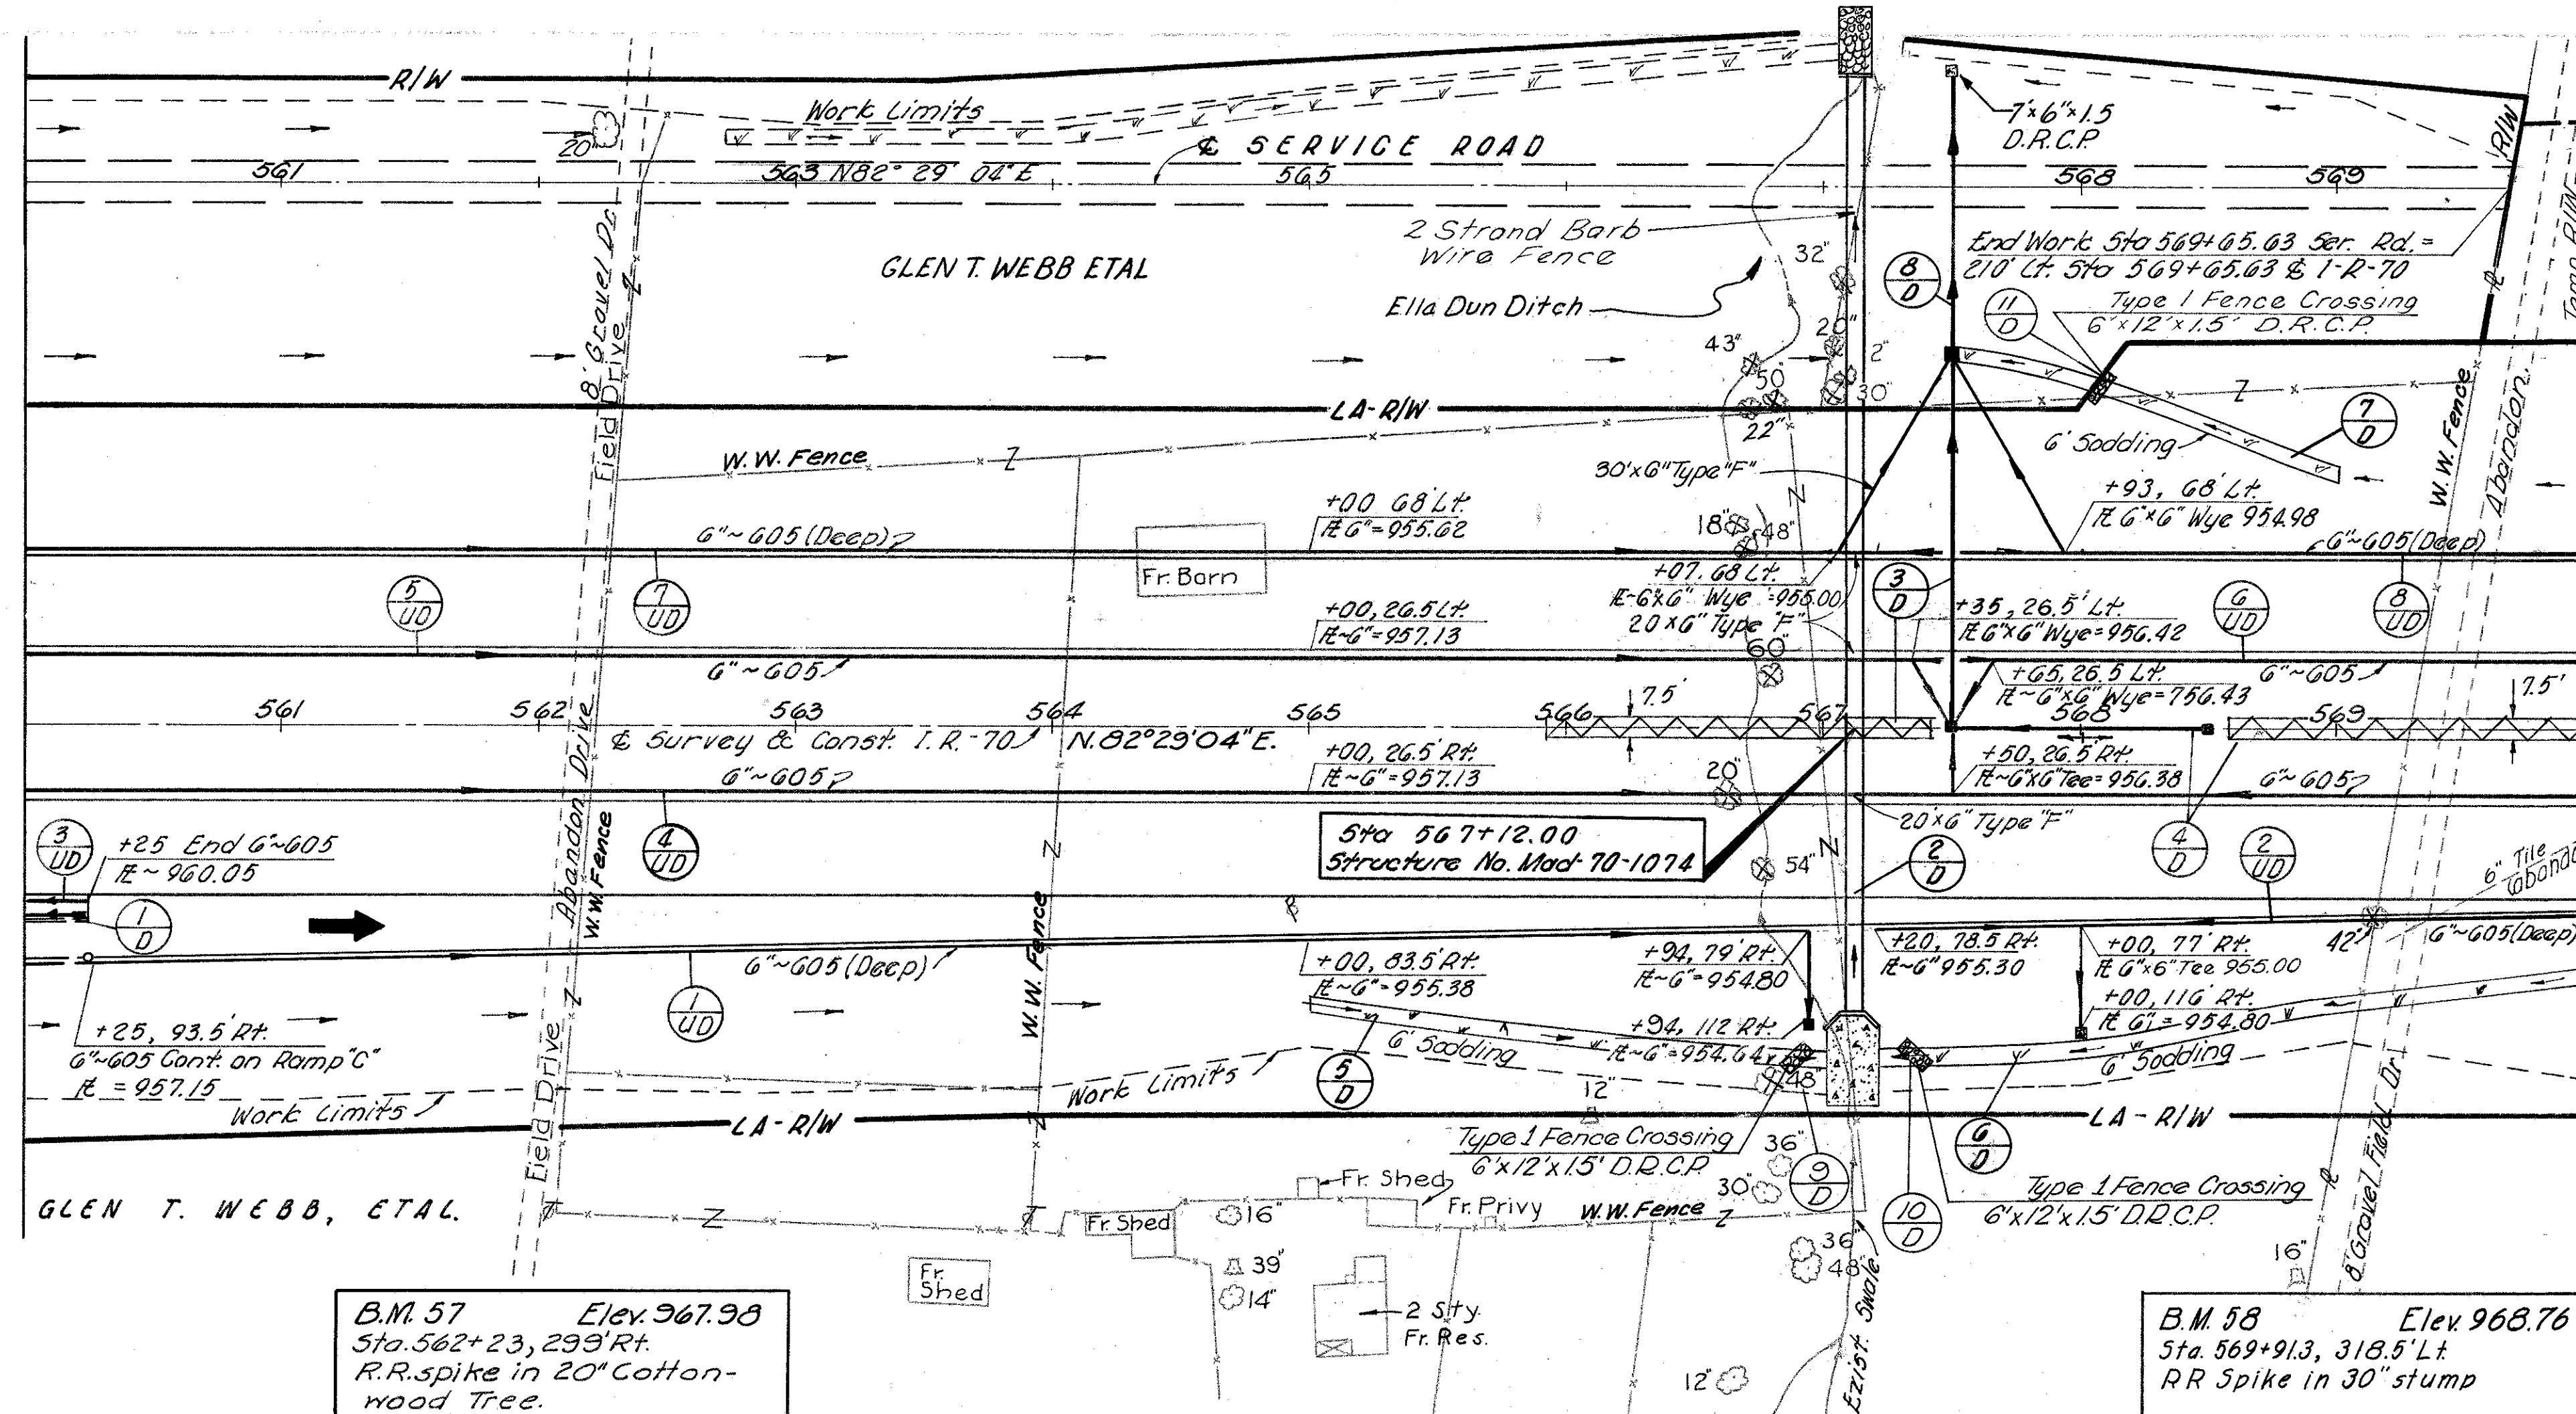 R/W
Work Limits
20"
℄ SERVICE ROAD
561
563 N82° 29' 04" E
565
568
569
7'x6"x1.5
D.R.C.P.
R/W
Temp R/W
8' Gravel Dr.
Field Drive
GLEN T. WEBB ETAL
2 Strand Barb
Wire Fence
32"
Ella Dun Ditch
8
D
End Work Sta 569+65.63 Ser. Rd.=
210' Lt. Sta 569+65.63 ℄ I-R-70
11
D
Type 1 Fence Crossing
6'x12'x1.5' D.R.C.P.
43"
20"
2"
50"
30"
22"
LA-R/W
W.W. Fence
7
D
6' Sodding
W.W. Fence
Abandon
30'x6" Type "F"
+00 68' Lt.
6"=955.62
18"
48"
+93, 68' Lt.
6"x6" Wye 954.98
6"~605 (Deep)
6"~605 (Deep)
Fr. Barn
5
UD
7
UD
+00, 26.5 Lt.
~6"=957.13
+07. 68 Lt.
~6"x6" Wye =955.00
20x6" Type "F"
60"
3
D
+35, 26.5' Lt.
6"x6" Wye=956.42
6
UD
8
UD
6"~605
+65, 26.5 Lt.
~6"x6" Wye=756.43
6"~605
7.5'
7.5'
561
562
563
564
565
566
567
568
569
℄ Survey & Const. I.R.-70
N.82°29'04"E.
Abandon Drive
6"~605
+00, 26.5' Rt.
~6"=957.13
20"
+50, 26.5' Rt.
~6"x6" Tee=956.38
6"~605
Sta 567+12.00
Structure No. Mad-70-1074
20x6" Type "F"
3
UD
+25 End 6"~605
~960.05
4
UD
W.W. Fence
54"
2
D
4
D
2
UD
6" Tile
1
D
W.W. Fence
6"~605 (Deep)
+00, 83.5' Rt.
~6"=955.38
+94, 79' Rt.
~6"=954.80
+20, 78.5 Rt.
~6" 955.30
+00, 77' Rt.
6"x6" Tee 955.00
42"
6"~605 (Deep)
1
UD
+25, 93.5' Rt.
6"~605 Cont. on Ramp "C"
= 957.15
Field Drive
+94, 112 Rt.
~6"=954.64
+00, 116' Rt.
6" = 954.80
6' Sodding
6' Sodding
5
D
48"
Work Limits
Work Limits
12"
LA-R/W
LA-R/W
Type 1 Fence Crossing
6'x12'x1.5' D.R.C.P.
36"
30"
9
D
6
D
10
D
Type 1 Fence Crossing
6'x12'x1.5' D.R.C.P.
8' Gravel Field Dr.
GLEN T. WEBB, ETAL.
Fr. Shed
Fr. Shed
16"
Fr. Privy
W.W. Fence
Fr.
Shed
39"
14"
2 Sty.
Fr. Res.
36"
48"
Exist. Swale
12"
16"
B.M. 57 Elev. 967.98
Sta. 562+23, 299' Rt.
R.R. spike in 20" Cotton-
wood Tree.
B.M. 58 Elev. 968.76
Sta. 569+91.3, 318.5' Lt.
RR Spike in 30" stump